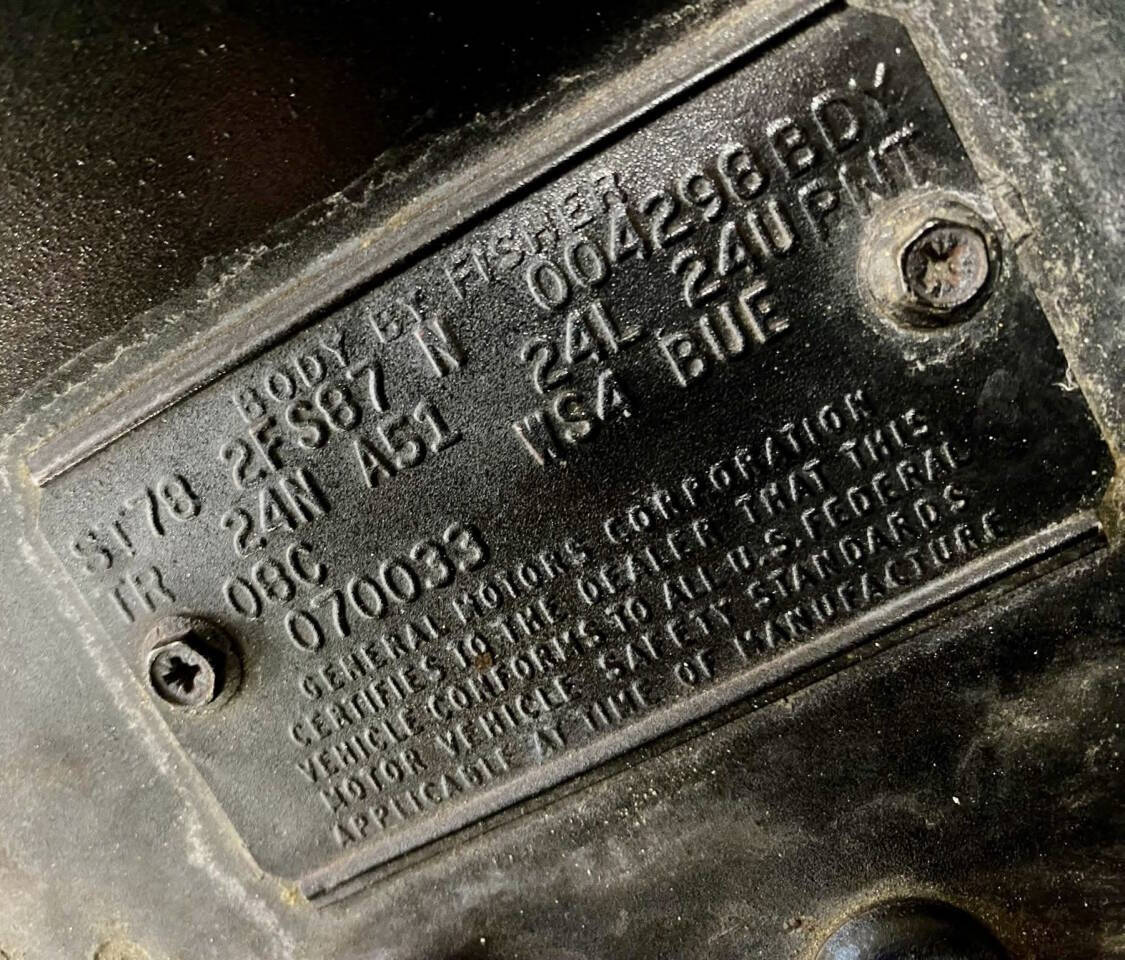 BODY BY FISHER
ST78 2FS87 N 004298 BDY
TR 24N A51 24L 24U PNT
08C WS4 BUE
070033
GENERAL MOTORS CORPORATION
CERTIFIES TO THE DEALER THAT THIS
VEHICLE CONFORMS TO ALL U.S. FEDERAL
MOTOR VEHICLE SAFETY STANDARDS
APPLICABLE AT TIME OF MANUFACTURE